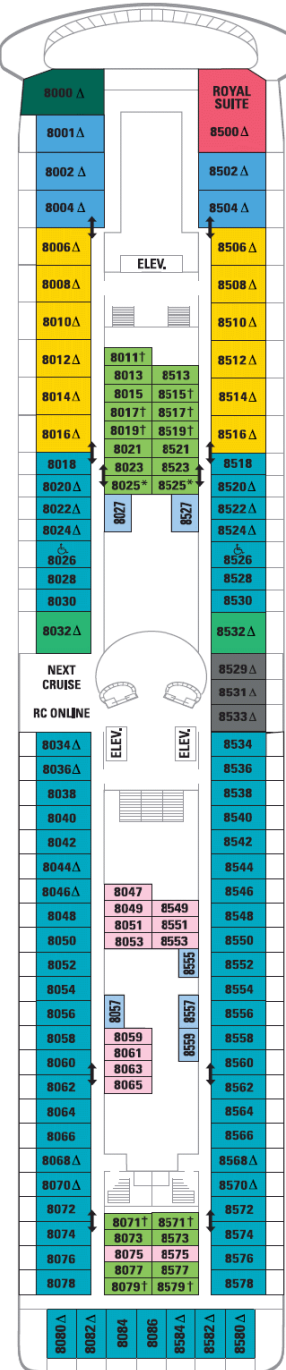 8000 Δ ROYAL SUITE
8001 Δ 8500 Δ
8002 Δ 8502 Δ
8004 Δ 8504 Δ
8006 Δ 8506 Δ
ELEV.
8008 Δ 8508 Δ
8010 Δ 8510 Δ
8012 Δ 8011† 8512 Δ
8013 8513
8014 Δ 8015 8515† 8514 Δ
8017† 8517†
8016 Δ 8019† 8519† 8516 Δ
8021 8521
8018 8023 8523 8518
8020 Δ 8025* 8525* 8520 Δ
8022 Δ 8027 8527 8522 Δ
8024 Δ 8524 Δ
8026 8526
8028 8528
8030 8530
8032 Δ 8532 Δ
NEXT CRUISE 8529 Δ
8531 Δ
RC ONLINE 8533 Δ
8034 Δ ELEV. ELEV. 8534
8036 Δ 8536
8038 8538
8040 8540
8042 8542
8044 Δ 8544
8046 Δ 8047 8546
8048 8049 8549 8548
8051 8551
8050 8053 8553 8550
8052 8555 8552
8054 8554
8056 8057 8557 8556
8058 8059 8559 8558
8060 8061 8560
8063
8062 8065 8562
8064 8564
8066 8566
8068 Δ 8568 Δ
8070 Δ 8570 Δ
8072 8071† 8571† 8572
8074 8073 8573 8574
8076 8075 8575 8576
8077 8577
8078 8079† 8579† 8578
8080 Δ 8082 Δ 8084 8086 8584 Δ 8582 Δ 8580 Δ